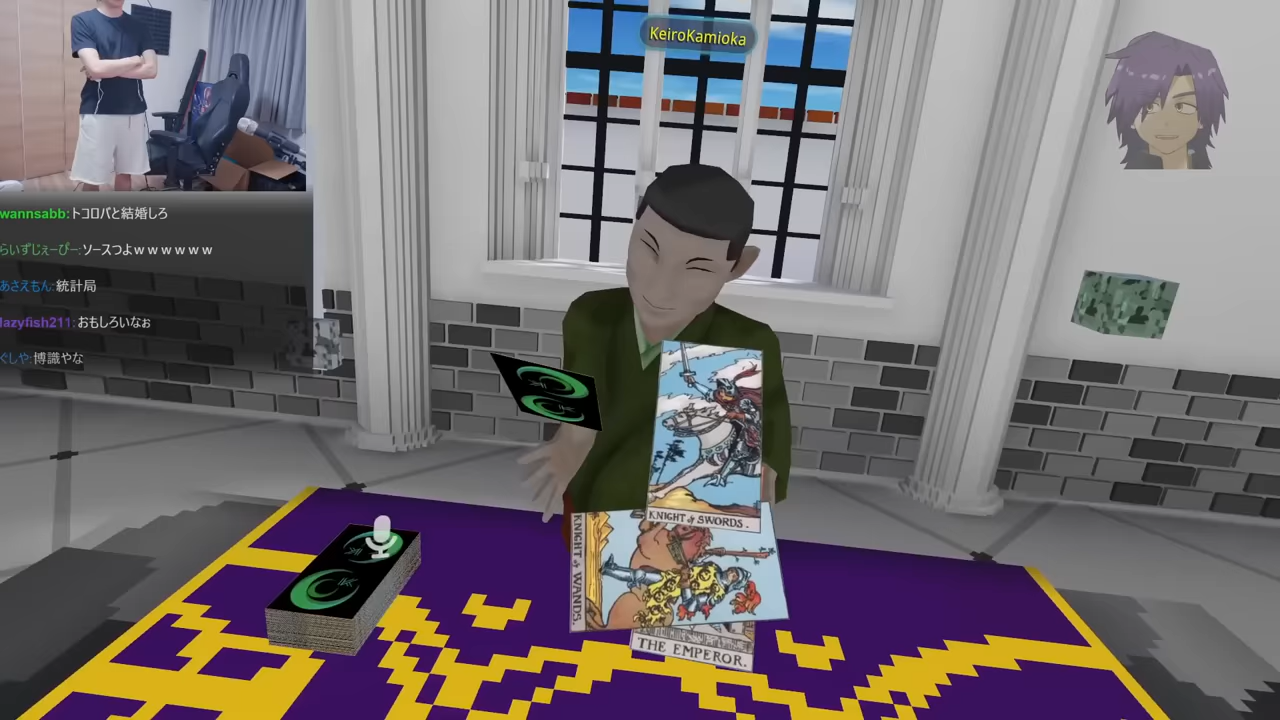 KeiroKamioka
wannsabb:トコロバと結婚しろ
らいずじぇーぴー:ソースつよｗｗｗｗｗｗ
あさえもん:統計局
lazyfish211:おもしろいなぉ
ぐしや:博識やな
KNIGHT of SWORDS.
KNIGHT of WANDS.
THE EMPEROR.